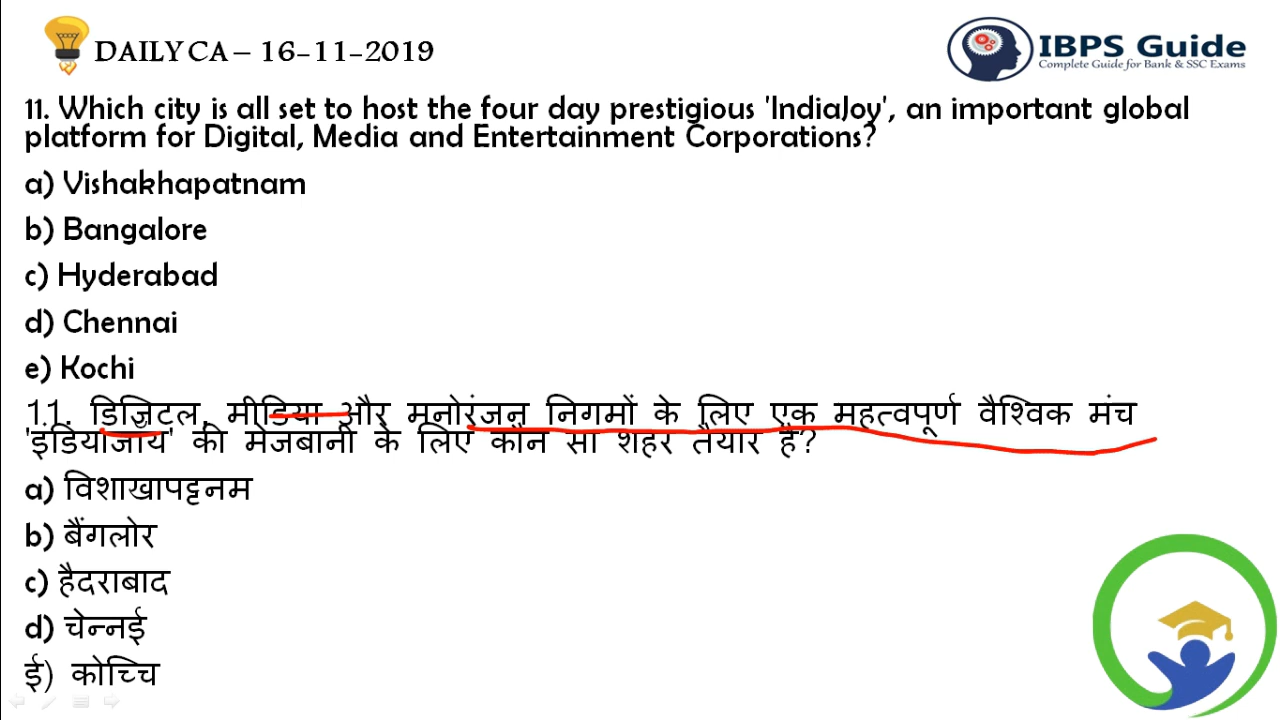 DAILY CA – 16-11-2019
IBPS Guide
Complete Guide for Bank & SSC Exams
11. Which city is all set to host the four day prestigious 'IndiaJoy', an important global
platform for Digital, Media and Entertainment Corporations?
a) Vishakhapatnam
b) Bangalore
c) Hyderabad
d) Chennai
e) Kochi
11. डिजिटल, मीडिया और मनोरंजन निगमों के लिए एक महत्वपूर्ण वैश्विक मंच
'इंडियाजॉय' की मेजबानी के लिए कौन सा शहर तैयार है?
a) विशाखापट्टनम
b) बैंगलोर
c) हैदराबाद
d) चेन्नई
ई) कोच्चि